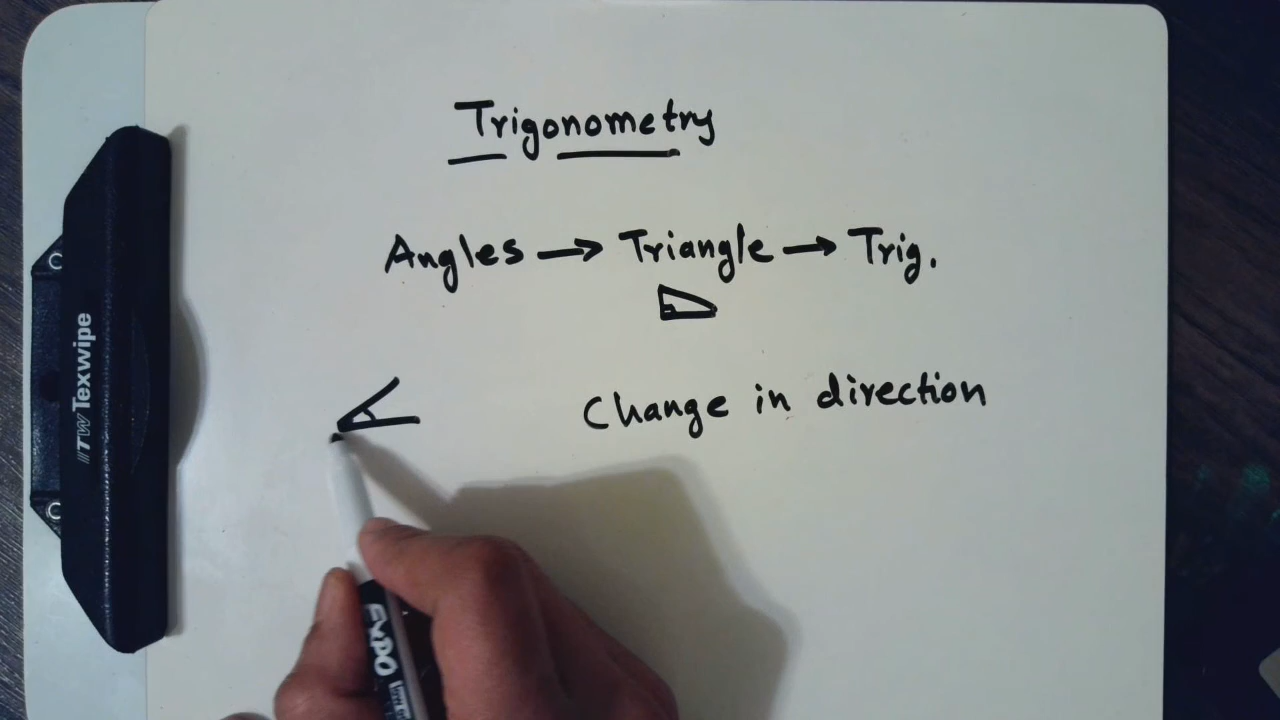 Trigonometry
Angles → Triangle → Trig.
Change in direction
TW Texwipe
EXPO